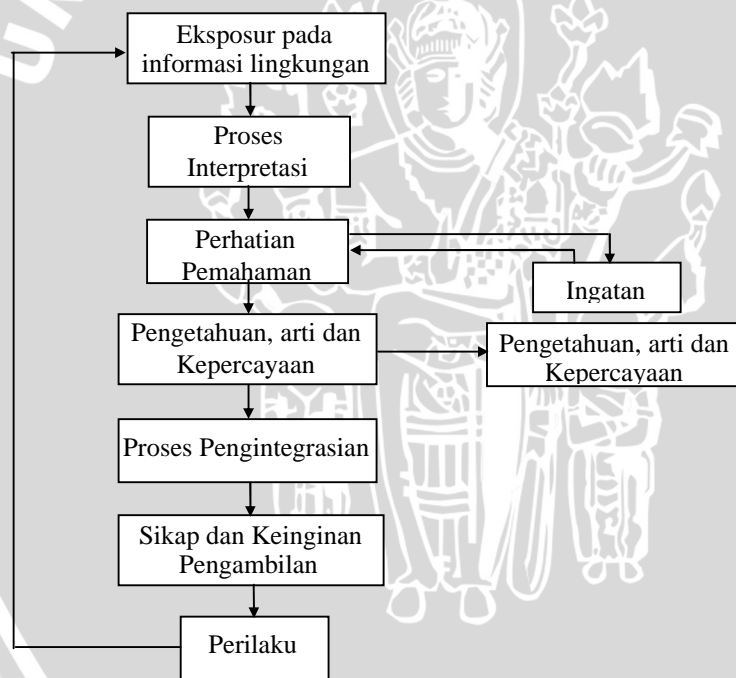 Eksposur pada
informasi lingkungan
Proses
Interpretasi
Perhatian
Pemahaman
Ingatan
Pengetahuan, arti dan
Kepercayaan
Pengetahuan, arti dan
Kepercayaan
Proses Pengintegrasian
Sikap dan Keinginan
Pengambilan
Perilaku